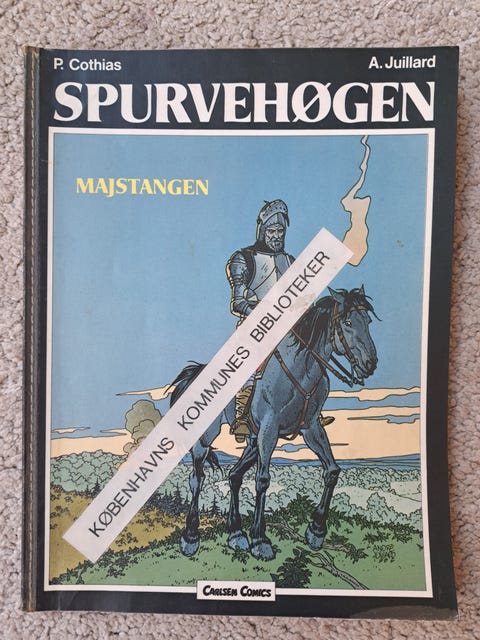 P. Cothias
A. Juillard
SPURVEHØGEN
MAJSTANGEN
KØBENHAVNS KOMMUNES BIBLIOTEKER
CARLSEN COMICS